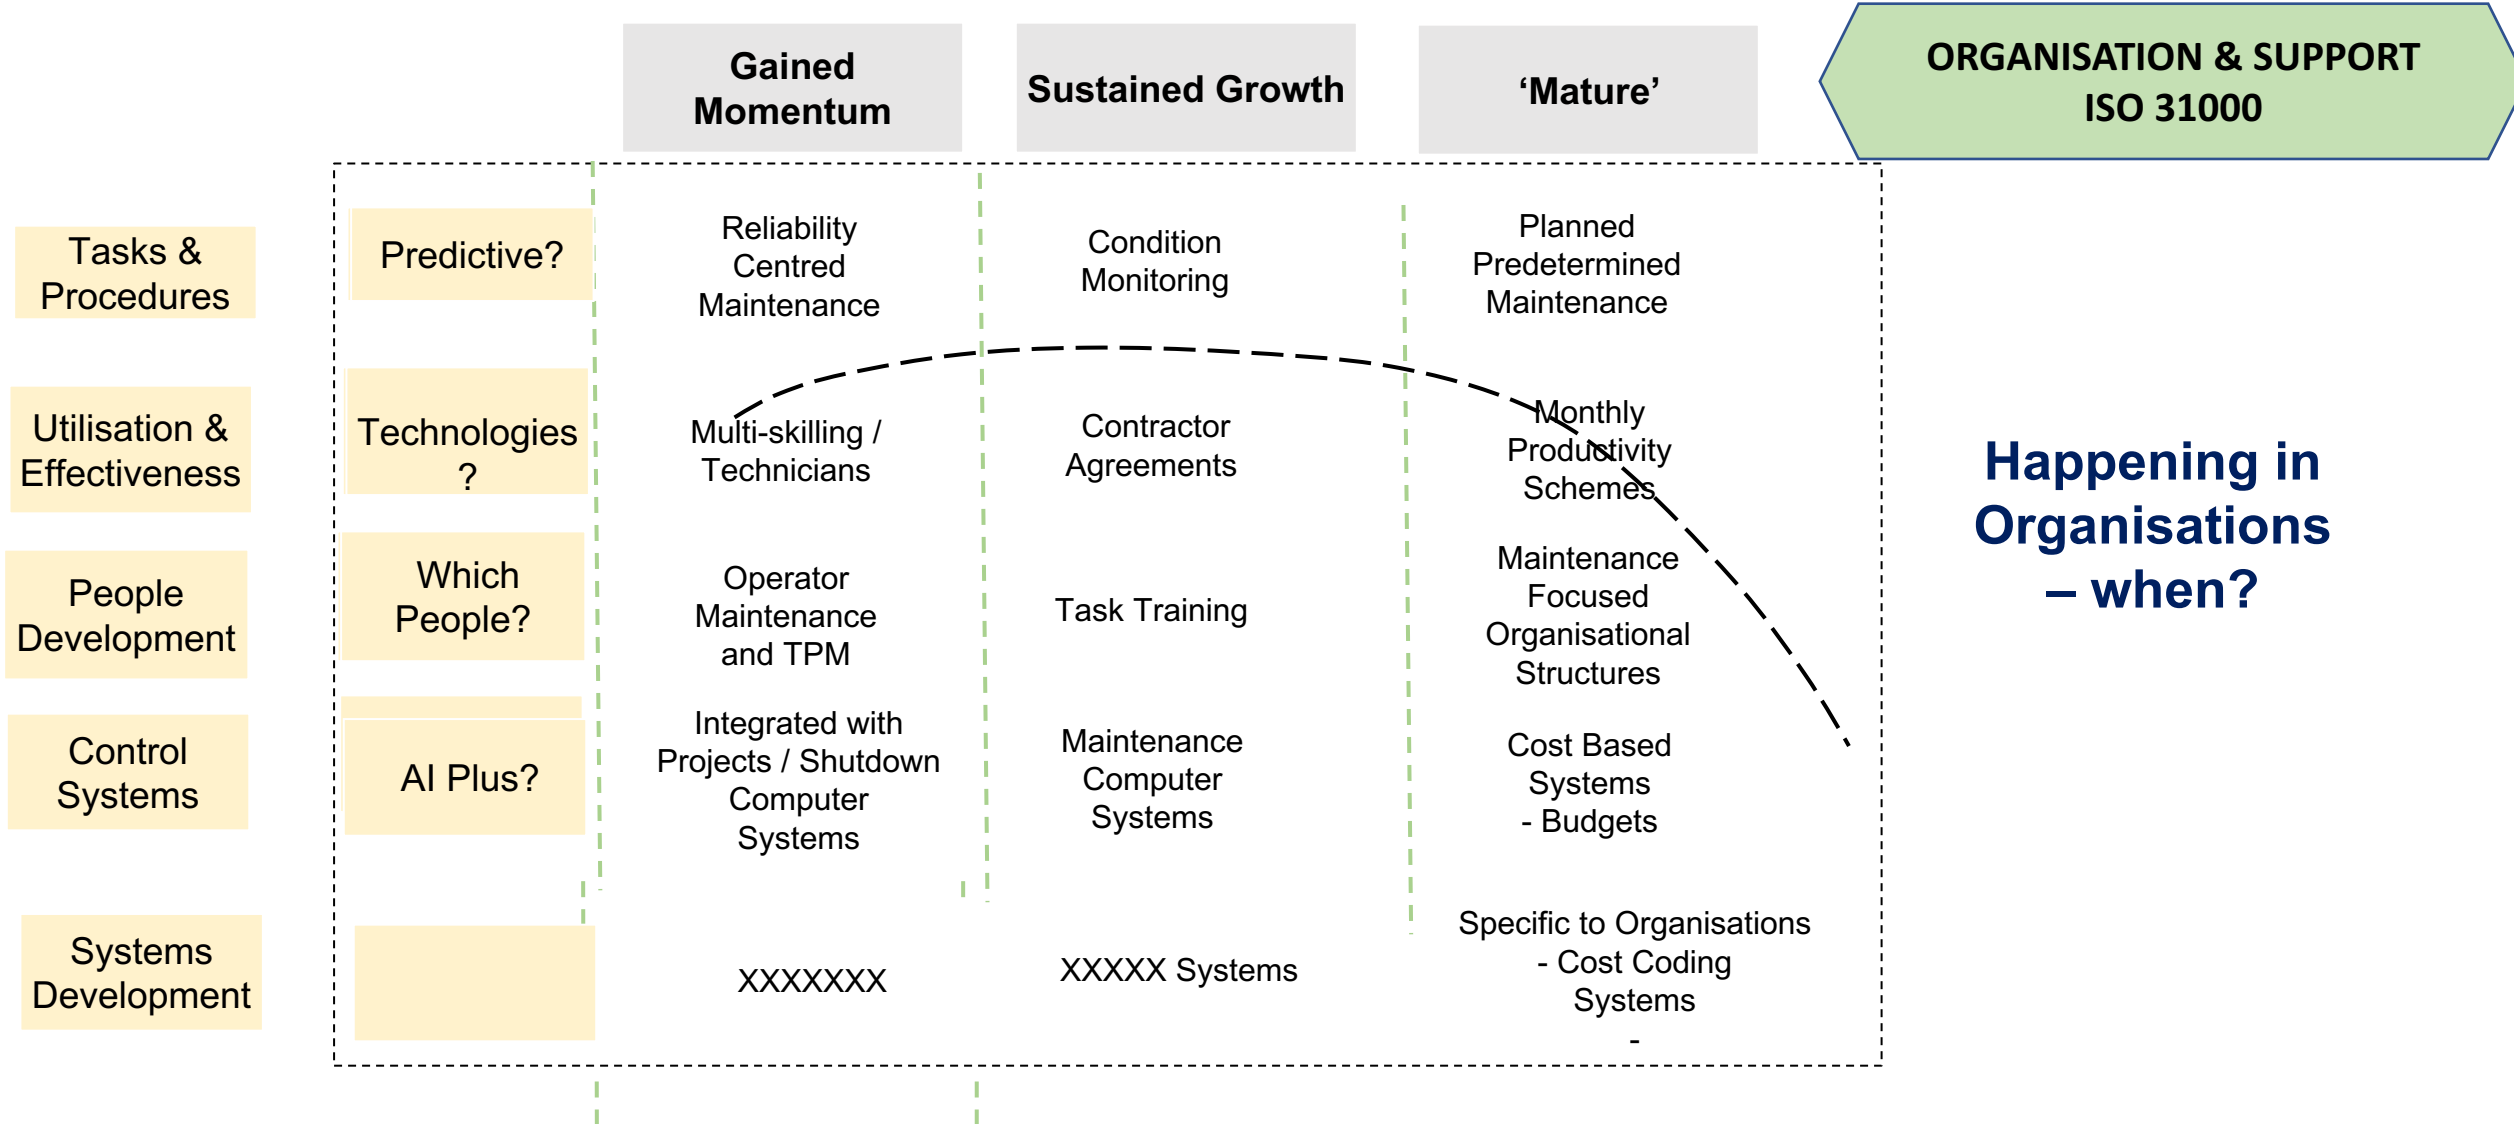 Gained
Momentum
Sustained Growth
‘Mature’
ORGANISATION & SUPPORT
ISO 31000
Tasks &
Procedures
Predictive?
Reliability
Centred
Maintenance
Condition
Monitoring
Planned
Predetermined
Maintenance
Utilisation &
Effectiveness
Technologies
?
Multi-skilling /
Technicians
Contractor
Agreements
Monthly
Productivity
Schemes
Happening in
Organisations
– when?
People
Development
Which
People?
Operator
Maintenance
and TPM
Task Training
Maintenance
Focused
Organisational
Structures
Control
Systems
AI Plus?
Integrated with
Projects / Shutdown
Computer
Systems
Maintenance
Computer
Systems
Cost Based
Systems
- Budgets
Systems
Development
XXXXXXX
XXXXX Systems
Specific to Organisations
- Cost Coding
Systems
-